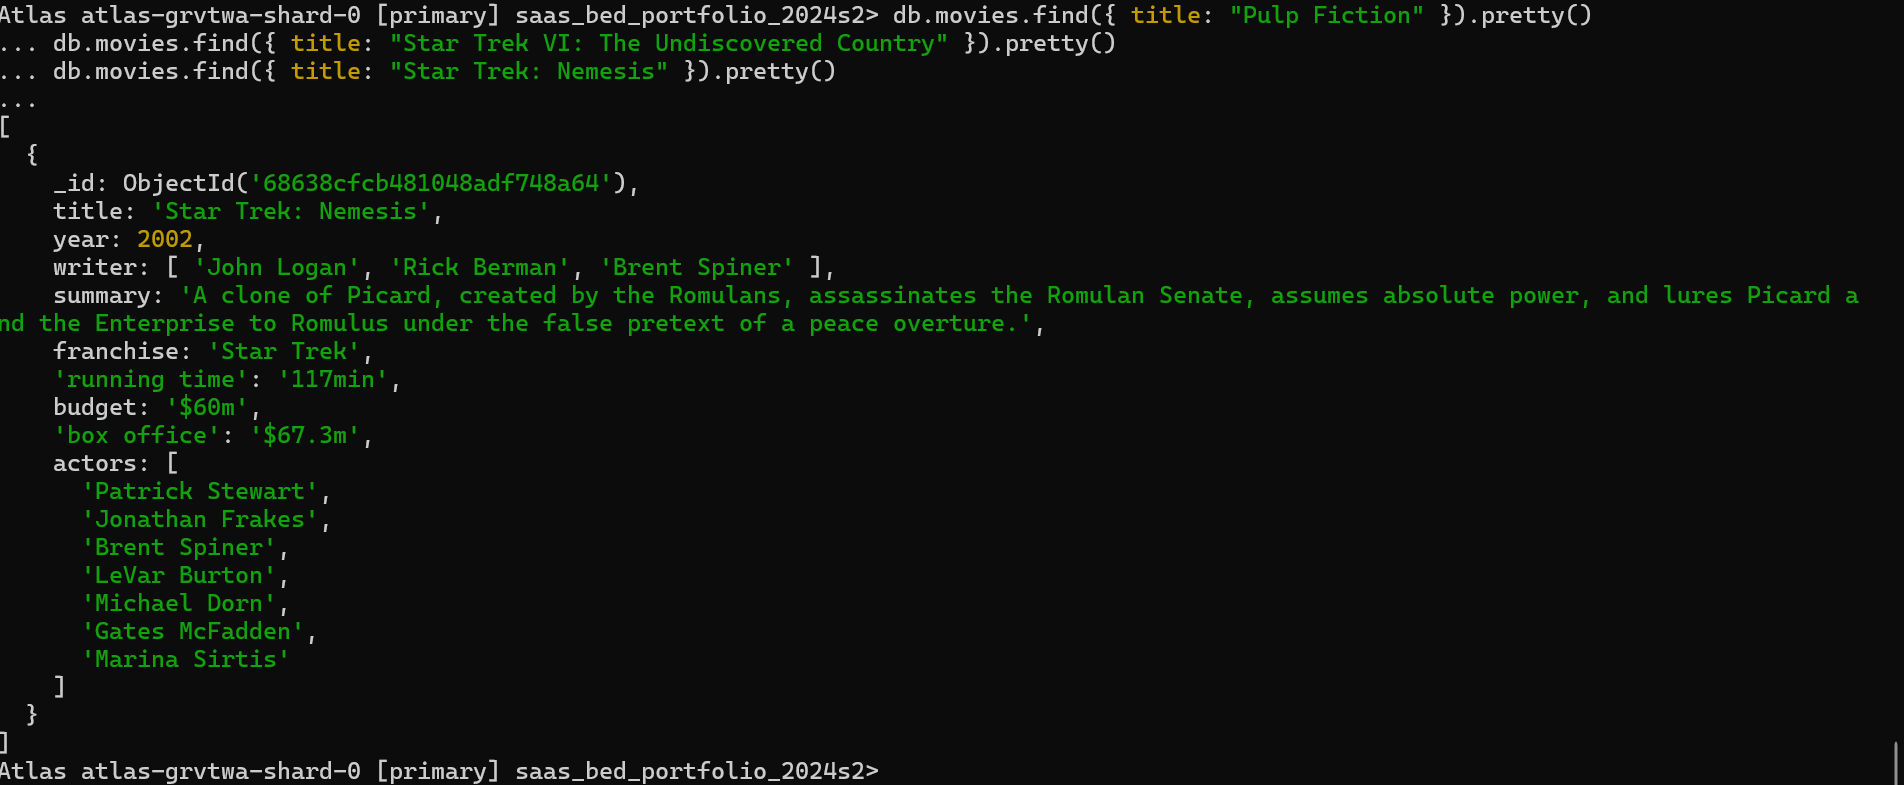 Atlas atlas-grvtwa-shard-0 [primary] saas_bed_portfolio_2024s2> db.movies.find({ title: "Pulp Fiction" }).pretty()
... db.movies.find({ title: "Star Trek VI: The Undiscovered Country" }).pretty()
... db.movies.find({ title: "Star Trek: Nemesis" }).pretty()
...
[
  {
    _id: ObjectId('68638cfcb481048adf748a64'),
    title: 'Star Trek: Nemesis',
    year: 2002,
    writer: [ 'John Logan', 'Rick Berman', 'Brent Spiner' ],
    summary: 'A clone of Picard, created by the Romulans, assassinates the Romulan Senate, assumes absolute power, and lures Picard a
nd the Enterprise to Romulus under the false pretext of a peace overture.',
    franchise: 'Star Trek',
    'running time': '117min',
    budget: '$60m',
    'box office': '$67.3m',
    actors: [
      'Patrick Stewart',
      'Jonathan Frakes',
      'Brent Spiner',
      'LeVar Burton',
      'Michael Dorn',
      'Gates McFadden',
      'Marina Sirtis'
    ]
  }
]
Atlas atlas-grvtwa-shard-0 [primary] saas_bed_portfolio_2024s2>